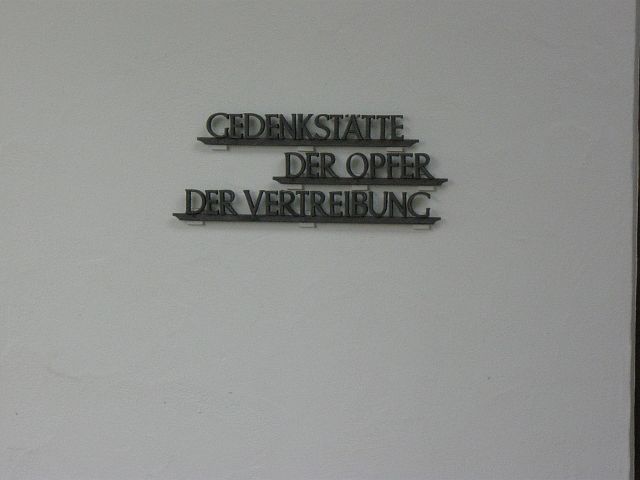 GEDENKSTÄTTE
DER OPFER
DER VERTREIBUNG